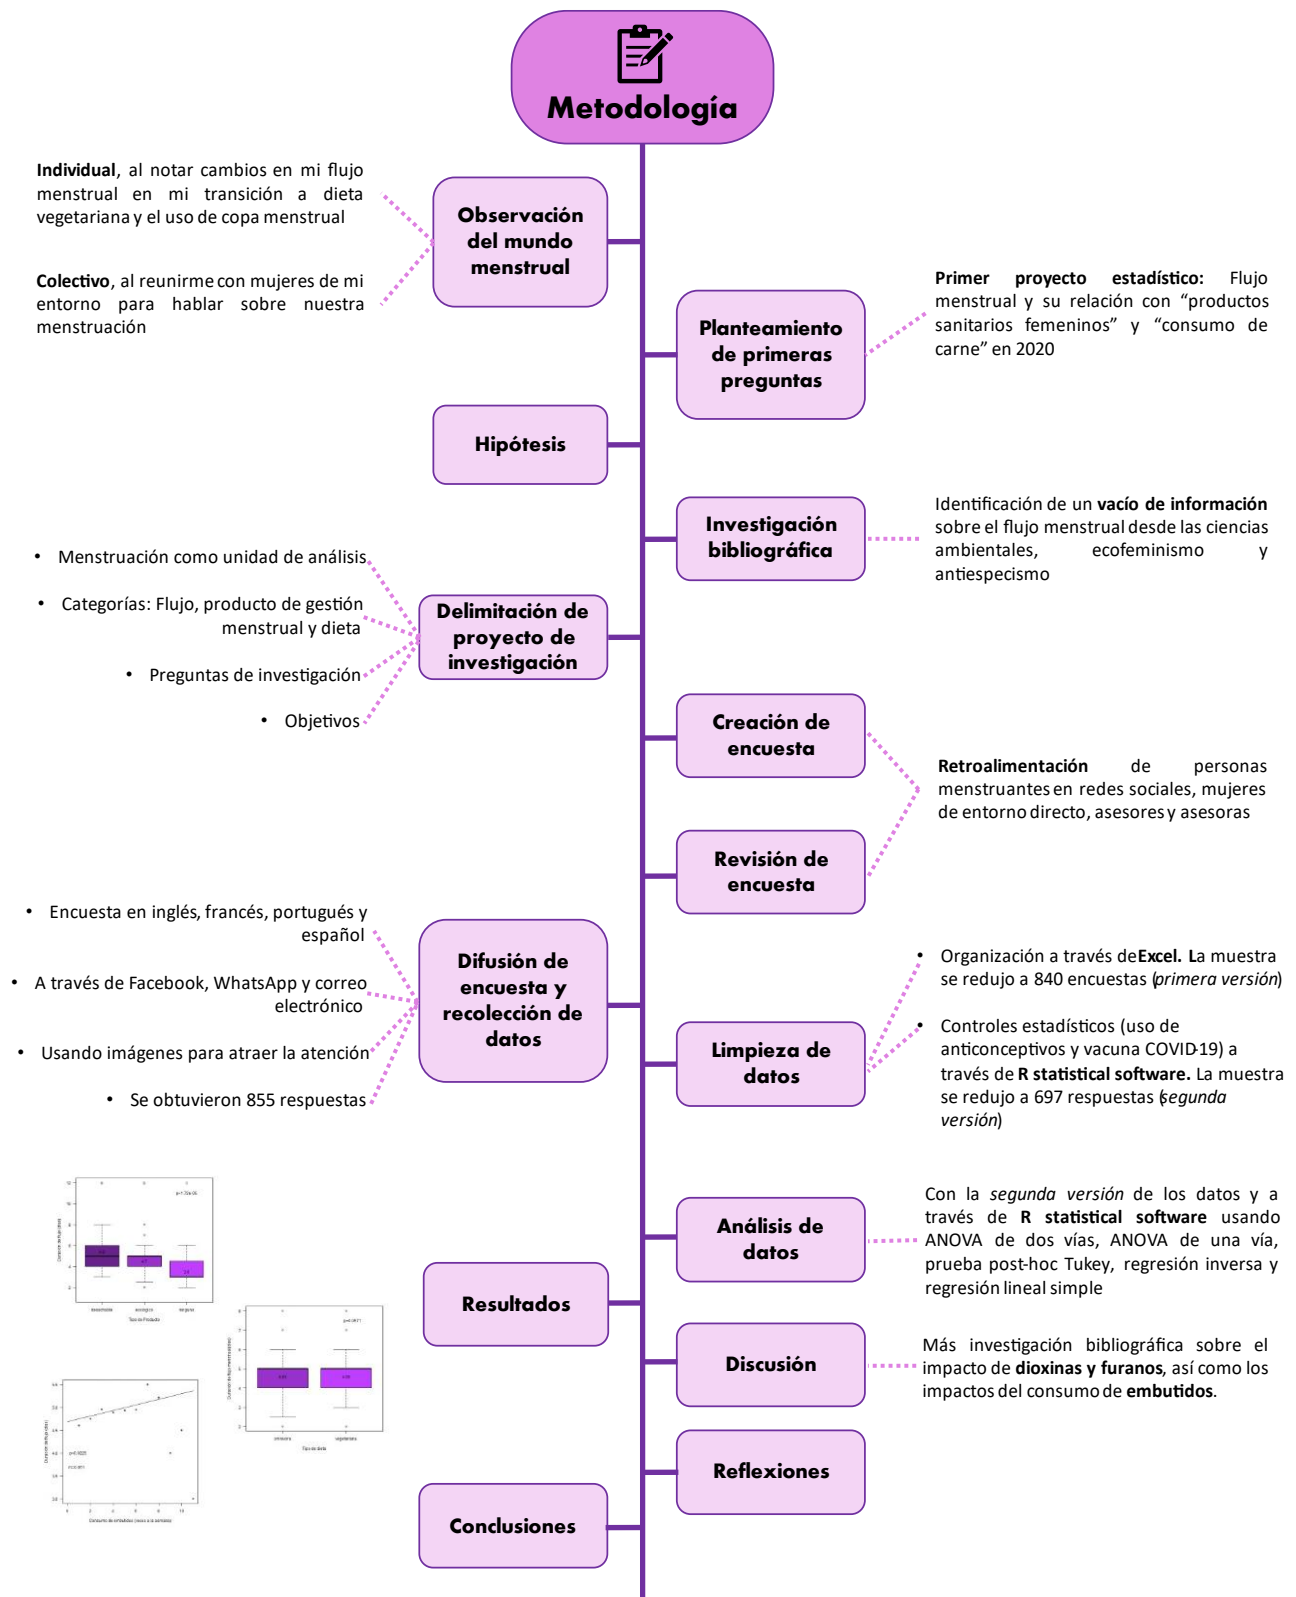 Metodología
Individual, al notar cambios en mi flujo
menstrual en mi transición a dieta
vegetariana y el uso de copa menstrual
Colectivo, al reunirme con mujeres de mi
entorno para hablar sobre nuestra
menstruación
Observación
del mundo
menstrual
Planteamiento
de primeras
preguntas
Primer proyecto estadístico: Flujo
menstrual y su relación con “productos
sanitarios femeninos” y “consumo de
carne” en 2020
Hipótesis
Investigación
bibliográfica
Identificación de un vacío de información
sobre el flujo menstrual desde las ciencias
ambientales, ecofeminismo y
antiespecismo
• Menstruación como unidad de análisis
• Categorías: Flujo, producto de gestión
menstrual y dieta
• Preguntas de investigación
• Objetivos
Delimitación de
proyecto de
investigación
Creación de
encuesta
Retroalimentación de personas
menstruantes en redes sociales, mujeres
de entorno directo, asesores y asesoras
Revisión de
encuesta
• Encuesta en inglés, francés, portugués y
español
• A través de Facebook, WhatsApp y correo
electrónico
• Usando imágenes para atraer la atención
• Se obtuvieron 855 respuestas
Difusión de
encuesta y
recolección de
datos
Limpieza de
datos
• Organización a través de Excel. La muestra
se redujo a 840 encuestas (primera versión)
• Controles estadísticos (uso de
anticonceptivos y vacuna COVID-19) a
través de R statistical software. La muestra
se redujo a 697 respuestas (segunda
versión)
Análisis de
datos
Con la segunda versión de los datos y a
través de R statistical software usando
ANOVA de dos vías, ANOVA de una vía,
prueba post-hoc Tukey, regresión inversa y
regresión lineal simple
Resultados
Tipo de Producto
Tipo de dieta
Discusión
Más investigación bibliográfica sobre el
impacto de dioxinas y furanos, así como los
impactos del consumo de embutidos.
Reflexiones
Conclusiones